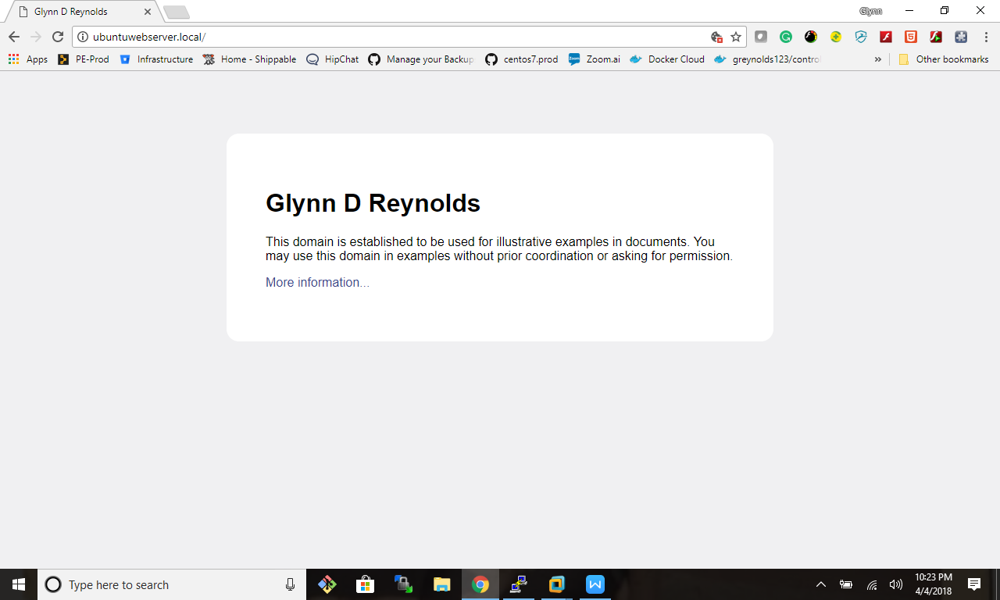 Glynn D Reynolds
Glynn
ubuntuwebserver.local/
Apps PE-Prod Infrastructure Home - Shippable HipChat Manage your Backup centos7.prod Zoom.ai Docker Cloud greynolds123/contro » Other bookmarks
Glynn D Reynolds
This domain is established to be used for illustrative examples in documents. You
may use this domain in examples without prior coordination or asking for permission.
More information...
Type here to search
10:23 PM
4/4/2018